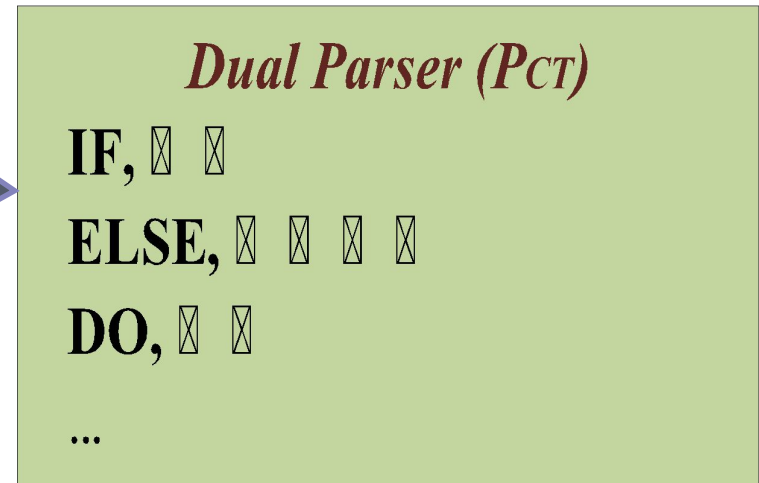 Dual Parser (PCT)
IF,
ELSE,
DO,
...